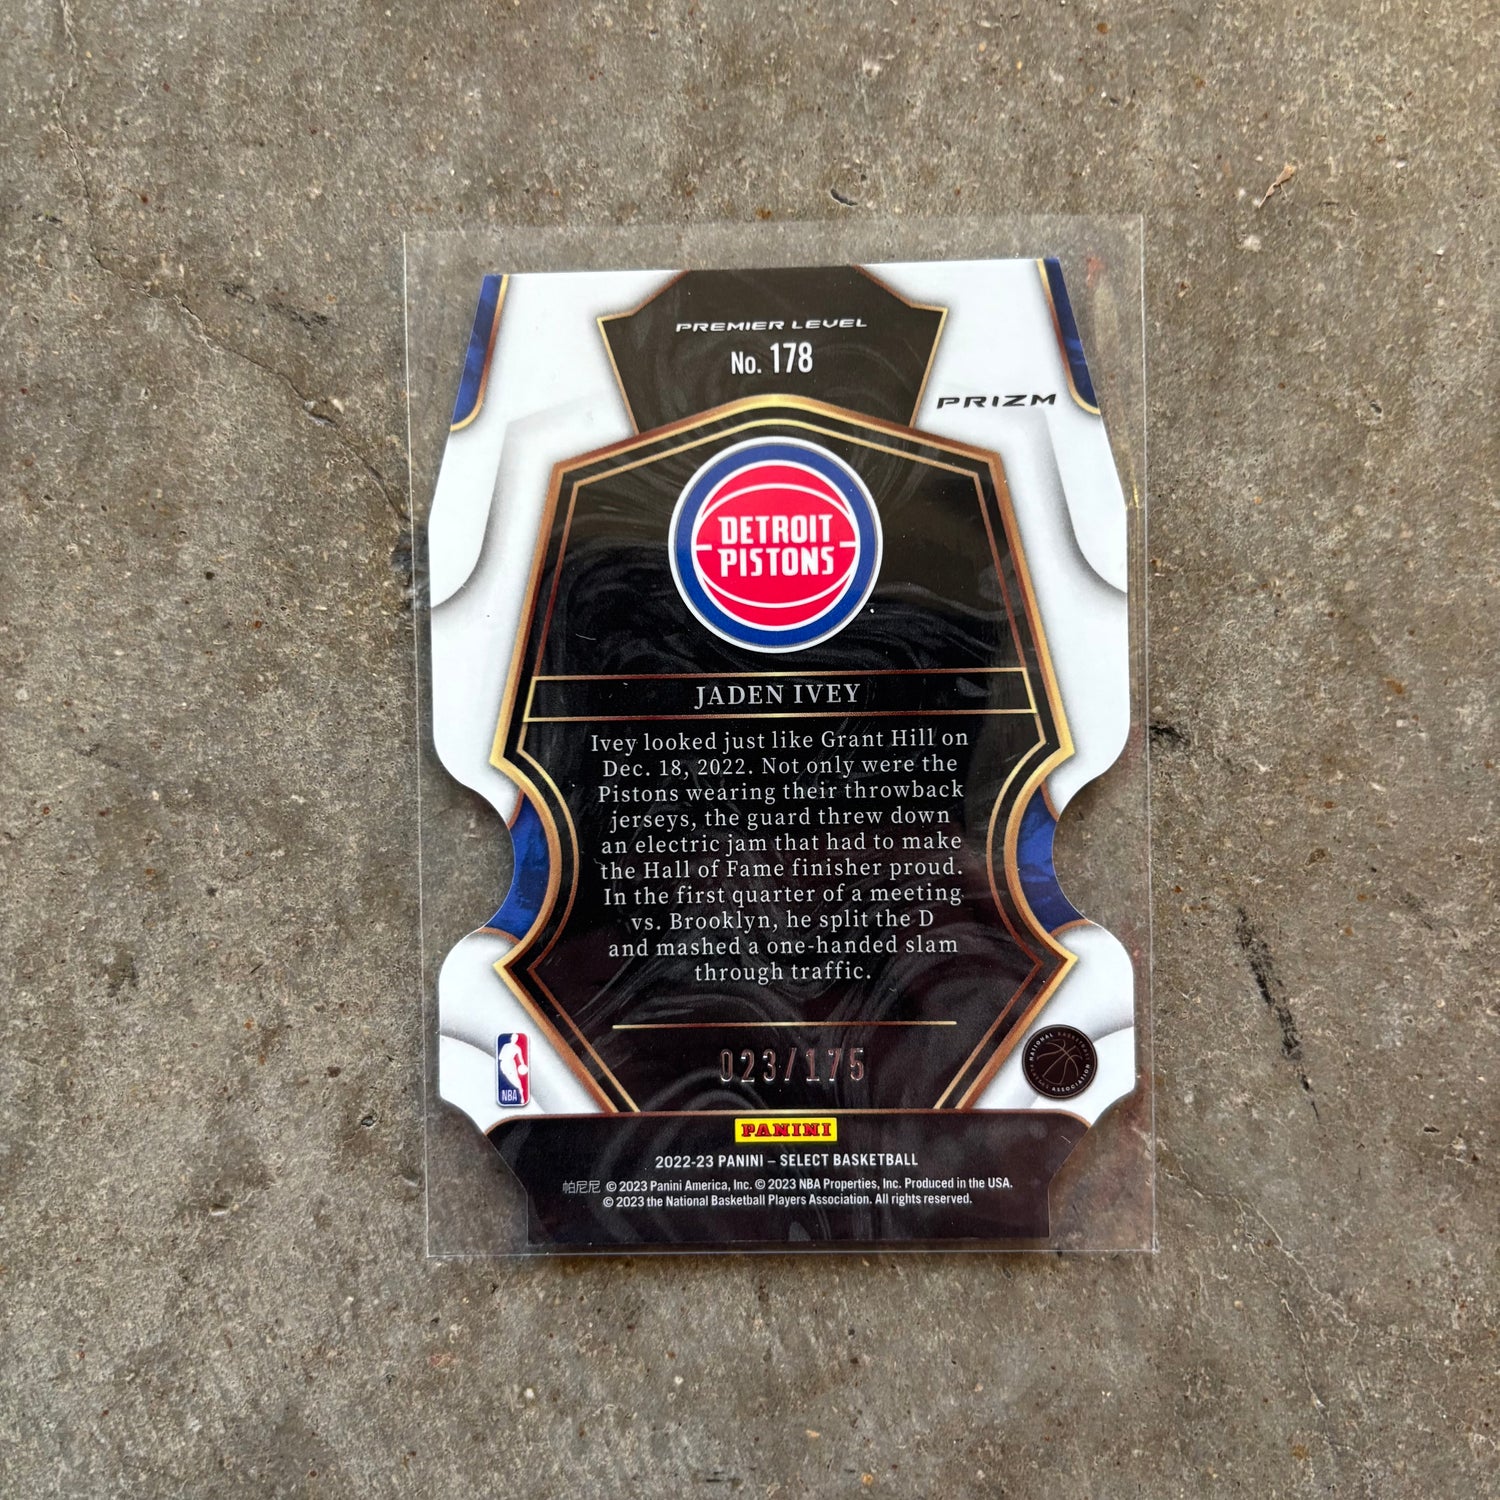 PREMIER LEVEL
No. 178
PRIZM
DETROIT
PISTONS
JADEN IVEY
Ivey looked just like Grant Hill on
Dec. 18, 2022. Not only were the
Pistons wearing their throwback
jerseys, the guard threw down
an electric jam that had to make
the Hall of Fame finisher proud.
In the first quarter of a meeting
vs. Brooklyn, he split the D
and mashed a one-handed slam
through traffic.
023/175
NBA
NATIONAL BASKETBALL
PLAYERS ASSOCIATION
PANINI
2022-23 PANINI – SELECT BASKETBALL
帕尼尼 © 2023 Panini America, Inc. © 2023 NBA Properties, Inc. Produced in the USA.
© 2023 the National Basketball Players Association. All rights reserved.